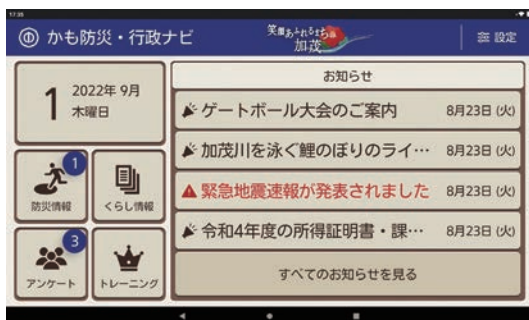 17:35
かも防災・行政ナビ
笑顔あふれるまち
加茂
設定
1
2022年 9月
木曜日
1
防災情報
くらし情報
3
アンケート
トレーニング
お知らせ
ゲートボール大会のご案内 8月23日 (火)
加茂川を泳ぐ鯉のぼりのライ… 8月23日 (火)
緊急地震速報が発表されました 8月23日 (火)
令和4年度の所得証明書・課… 8月23日 (火)
すべてのお知らせを見る